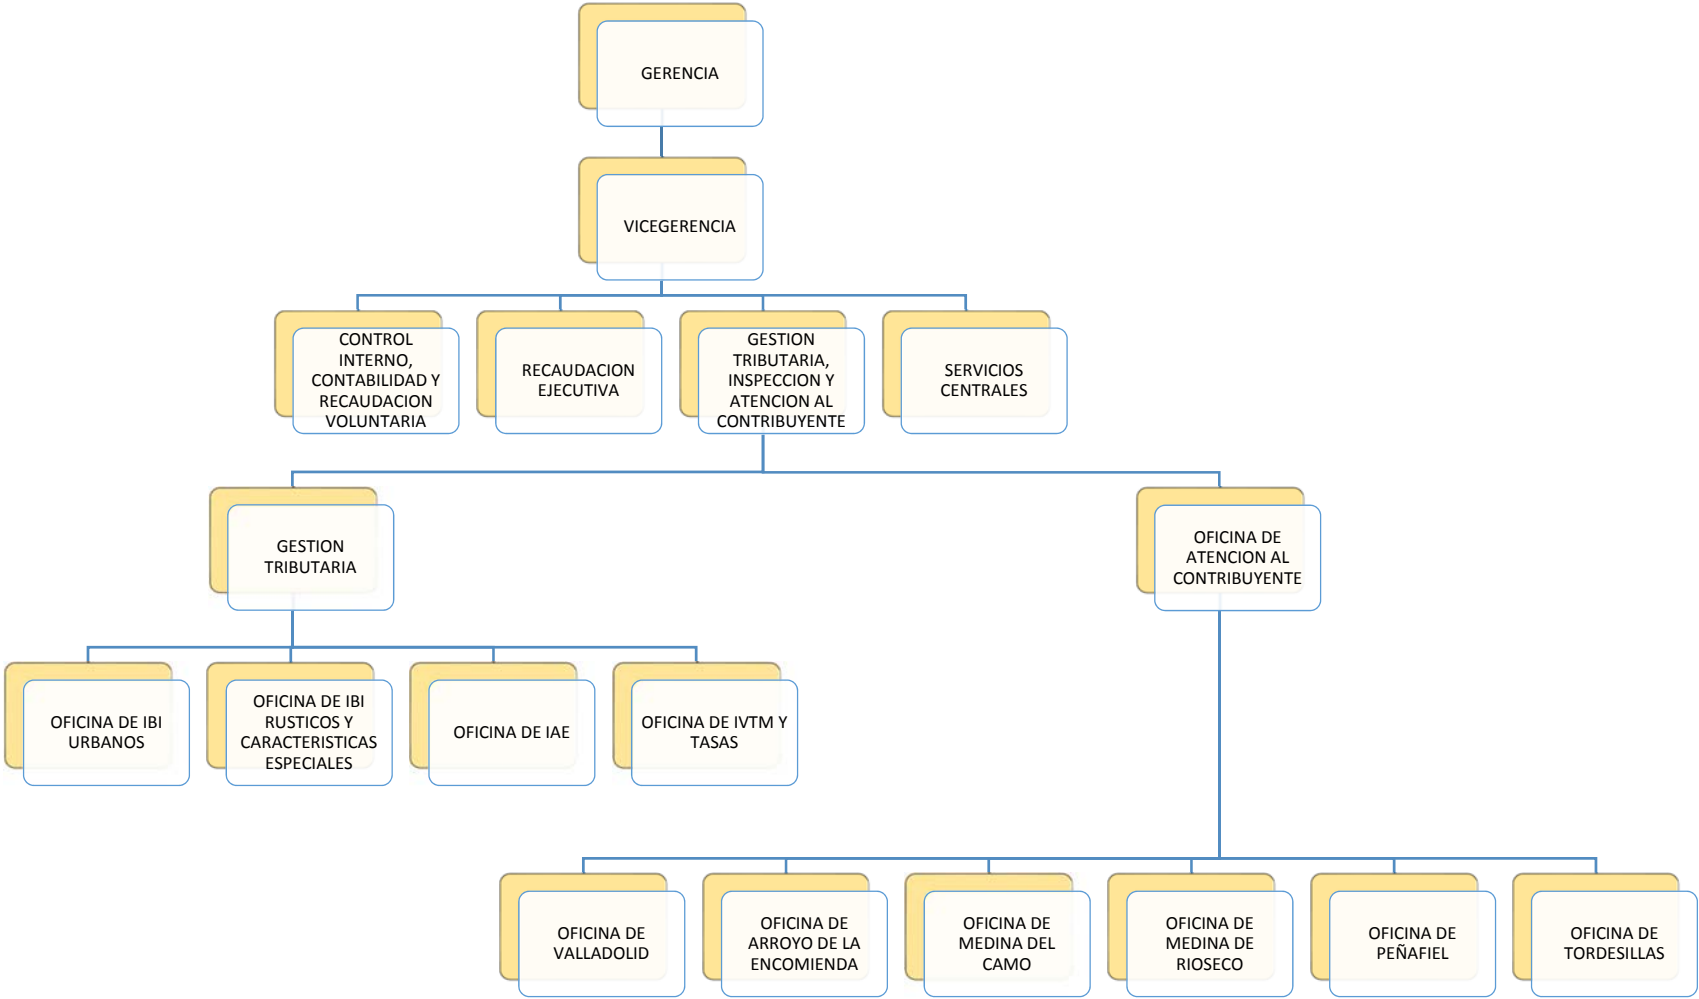 GERENCIA
VICEGERENCIA
CONTROL
INTERNO,
CONTABILIDAD Y
RECAUDACION
VOLUNTARIA
RECAUDACION
EJECUTIVA
GESTION
TRIBUTARIA,
INSPECCION Y
ATENCION AL
CONTRIBUYENTE
SERVICIOS
CENTRALES
GESTION
TRIBUTARIA
OFICINA DE
ATENCION AL
CONTRIBUYENTE
OFICINA DE IBI
URBANOS
OFICINA DE IBI
RUSTICOS Y
CARACTERISTICAS
ESPECIALES
OFICINA DE IAE
OFICINA DE IVTM Y
TASAS
OFICINA DE
VALLADOLID
OFICINA DE
ARROYO DE LA
ENCOMIENDA
OFICINA DE
MEDINA DEL
CAMO
OFICINA DE
MEDINA DE
RIOSECO
OFICINA DE
PEÑAFIEL
OFICINA DE
TORDESILLAS